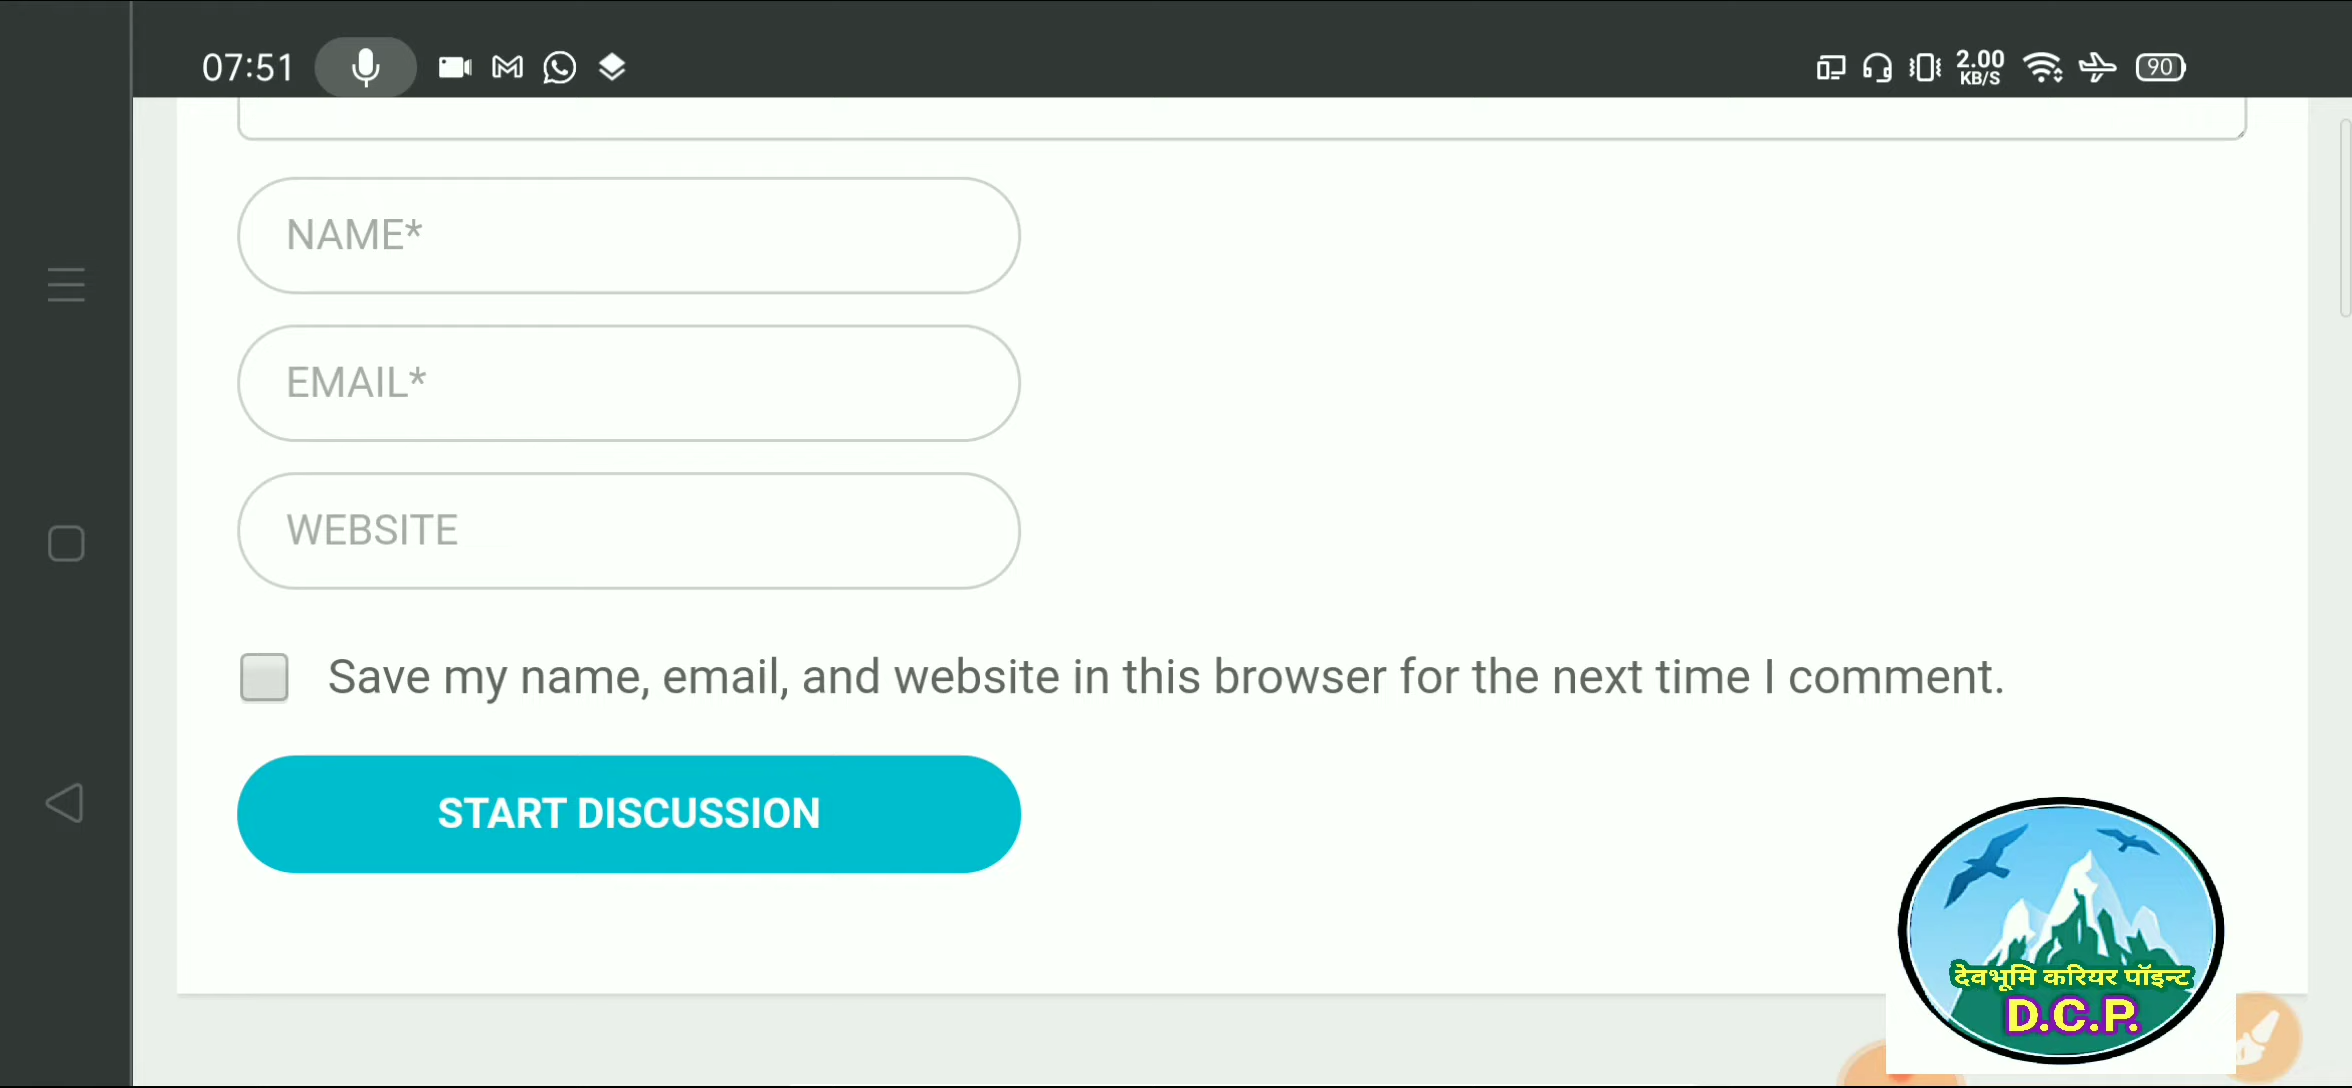 07:51
2.00
KB/S
90
NAME*
EMAIL*
WEBSITE
Save my name, email, and website in this browser for the next time I comment.
START DISCUSSION
देवभूमि करियर पॉइन्ट
D.C.P.